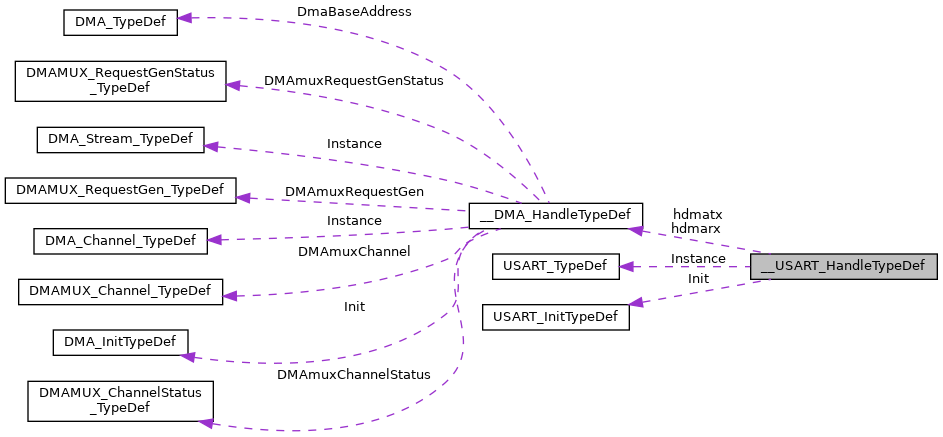 DMA_TypeDef
DmaBaseAddress
DMAMUX_RequestGenStatus
_TypeDef
DMAmuxRequestGenStatus
DMA_Stream_TypeDef
Instance
DMAMUX_RequestGen_TypeDef
DMAmuxRequestGen
DMA_Channel_TypeDef
Instance
DMAMUX_Channel_TypeDef
DMAmuxChannel
DMA_InitTypeDef
Init
DMAMUX_ChannelStatus
_TypeDef
DMAmuxChannelStatus
__DMA_HandleTypeDef
hdmatx
hdmarx
USART_TypeDef
Instance
USART_InitTypeDef
Init
__USART_HandleTypeDef